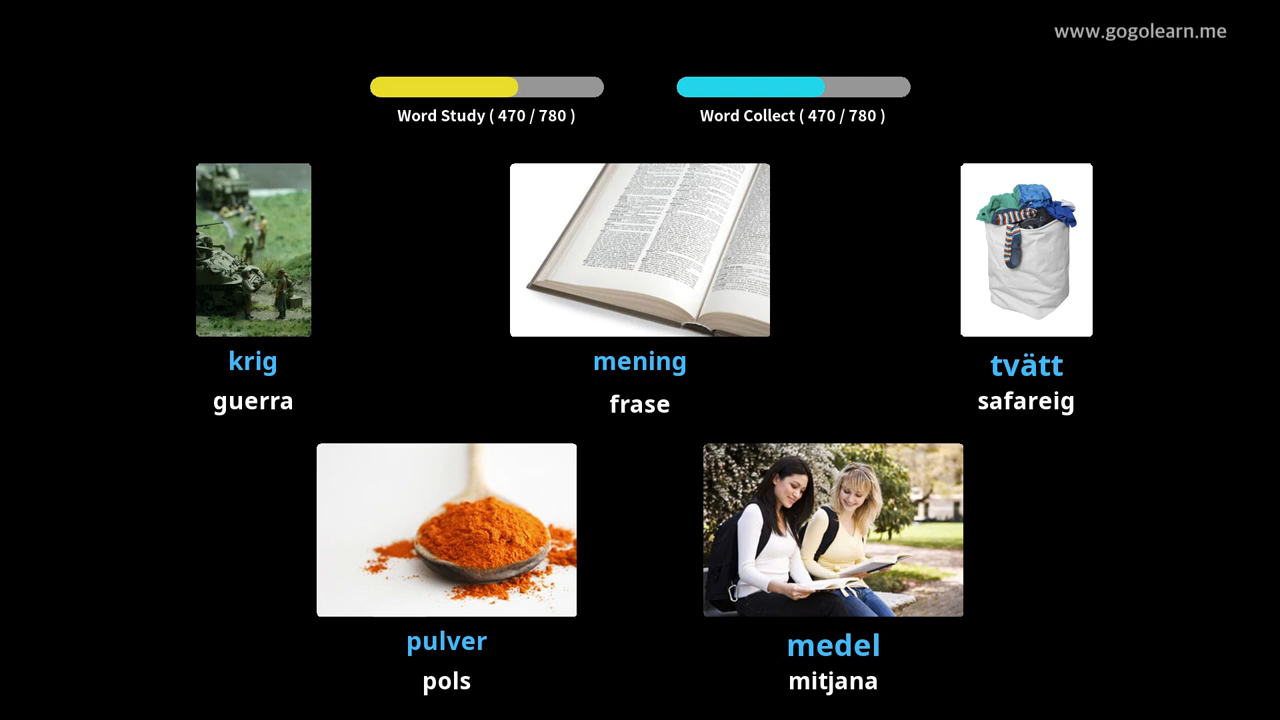 www.gogolearn.me
Word Study ( 470 / 780 )
Word Collect ( 470 / 780 )
krig
guerra
mening
frase
tvätt
safareig
pulver
pols
medel
mitjana